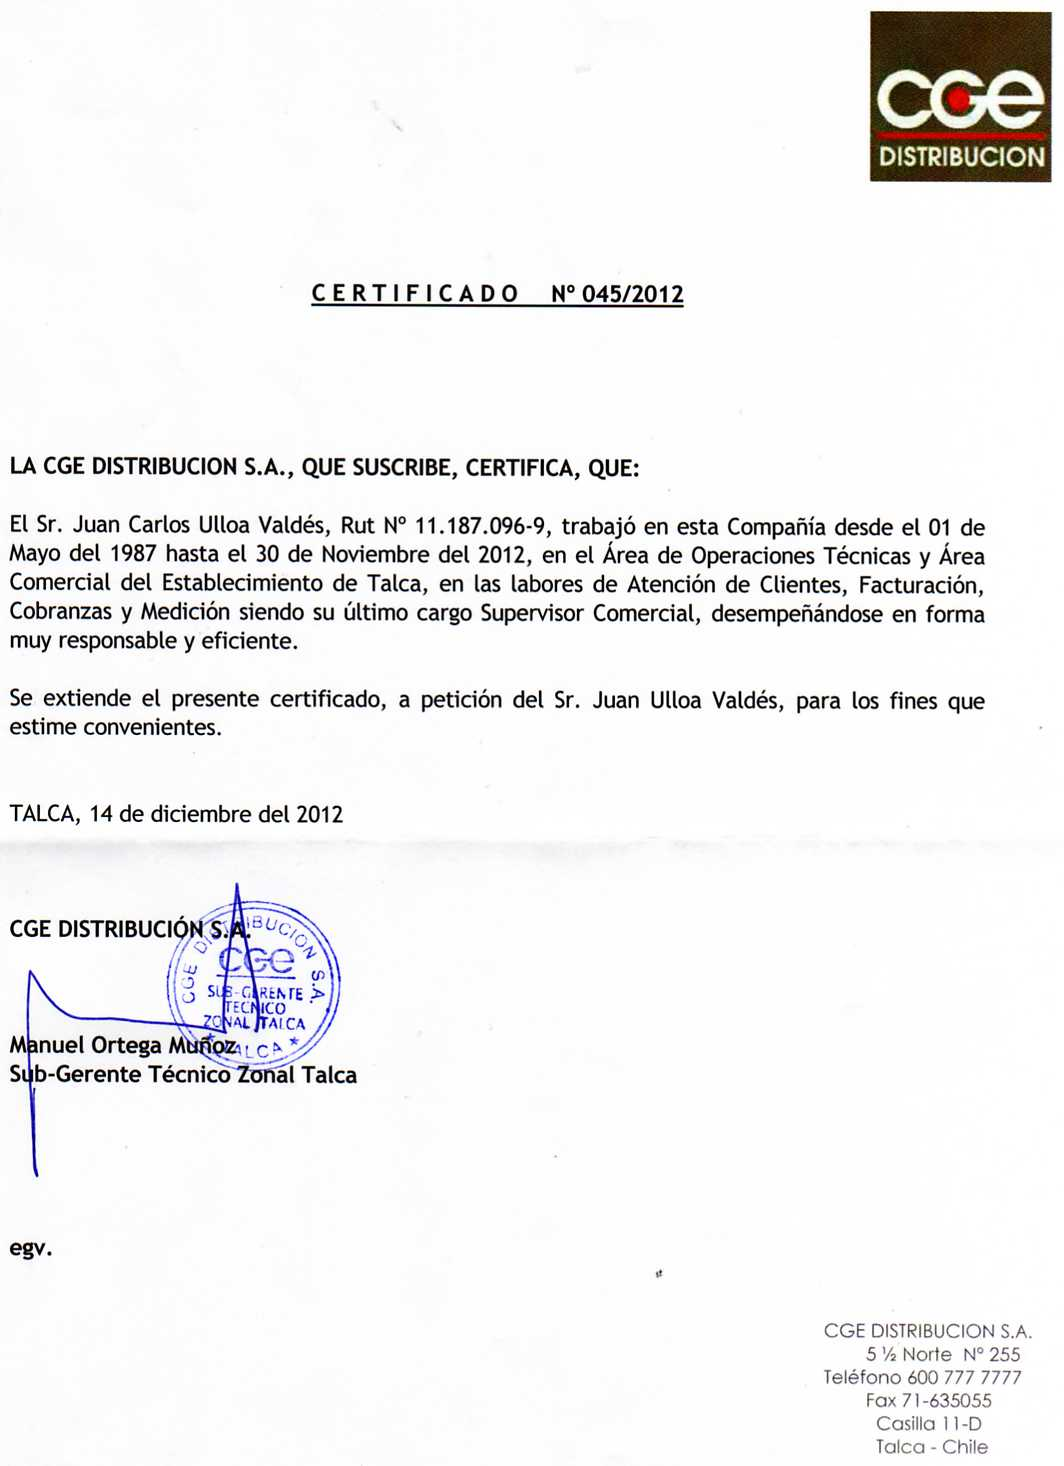 cge
DISTRIBUCION
CERTIFICADO Nº 045/2012
LA CGE DISTRIBUCION S.A., QUE SUSCRIBE, CERTIFICA, QUE:
El Sr. Juan Carlos Ulloa Valdés, Rut Nº 11.187.096-9, trabajó en esta Compañía desde el 01 de
Mayo del 1987 hasta el 30 de Noviembre del 2012, en el Área de Operaciones Técnicas y Área
Comercial del Establecimiento de Talca, en las labores de Atención de Clientes, Facturación,
Cobranzas y Medición siendo su último cargo Supervisor Comercial, desempeñándose en forma
muy responsable y eficiente.
Se extiende el presente certificado, a petición del Sr. Juan Ulloa Valdés, para los fines que
estime convenientes.
TALCA, 14 de diciembre del 2012
CGE DISTRIBUCIÓN S.A.
CGE DISTRIBUCION S.A.
cge
SUB-GERENTE
TECNICO
ZONAL TALCA
* TALCA *
Manuel Ortega Muñoz
Sub-Gerente Técnico Zonal Talca
egv.
CGE DISTRIBUCION S.A.
5 ½ Norte Nº 255
Teléfono 600 777 7777
Fax 71-635055
Casilla 11-D
Talca - Chile